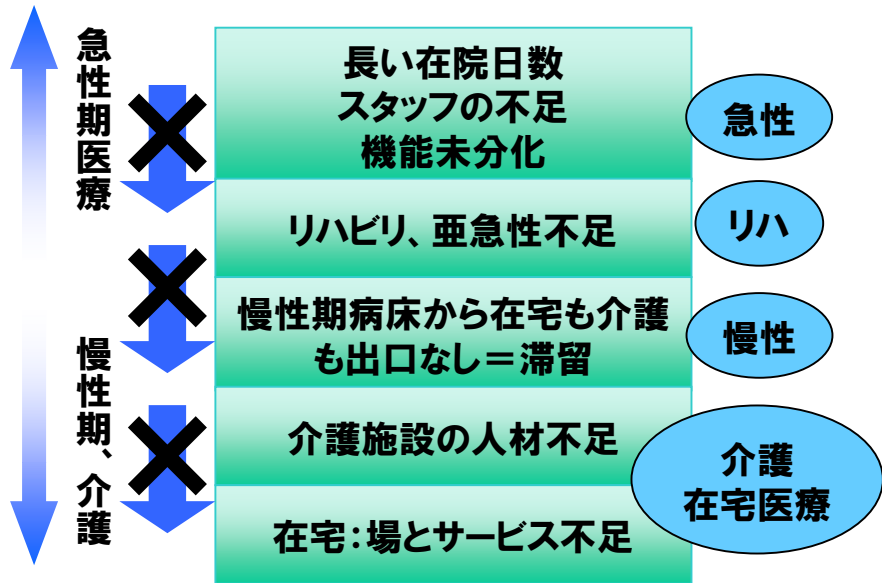 急性期医療
慢性期、介護
長い在院日数
スタッフの不足
機能未分化
リハビリ、亜急性不足
慢性期病床から在宅も介護
も出口なし＝滞留
介護施設の人材不足
在宅：場とサービス不足
急性
リハ
慢性
介護
在宅医療